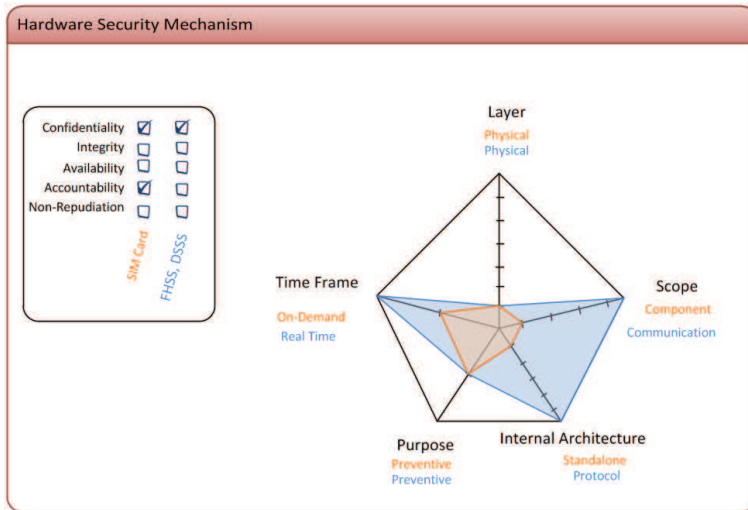 Hardware Security Mechanism
Confidentiality
Integrity
Availability
Accountability
Non-Repudiation
SIM Card
FHSS, DSSS
Layer
Physical
Physical
Time Frame
On-Demand
Real Time
Scope
Component
Communication
Purpose
Preventive
Preventive
Internal Architecture
Standalone
Protocol